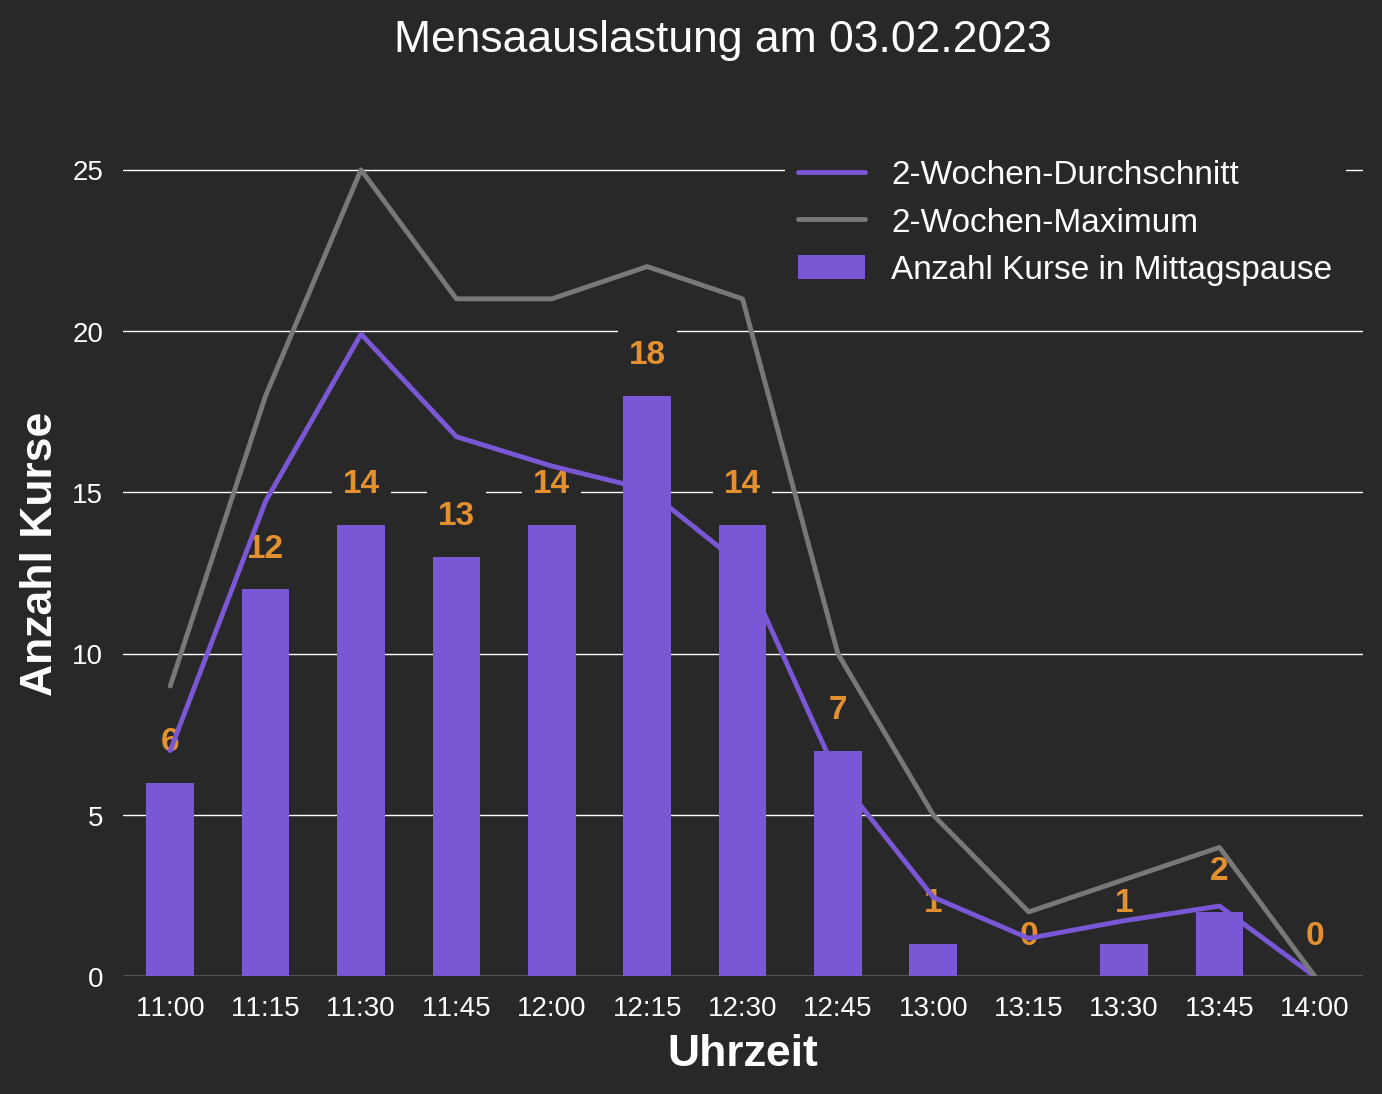 Mensaauslastung am 03.02.2023
25
20
15
10
5
0
Anzahl Kurse
2-Wochen-Durchschnitt
2-Wochen-Maximum
Anzahl Kurse in Mittagspause
6
12
14
13
14
18
14
7
1
0
1
2
0
11:00 11:15 11:30 11:45 12:00 12:15 12:30 12:45 13:00 13:15 13:30 13:45 14:00
Uhrzeit